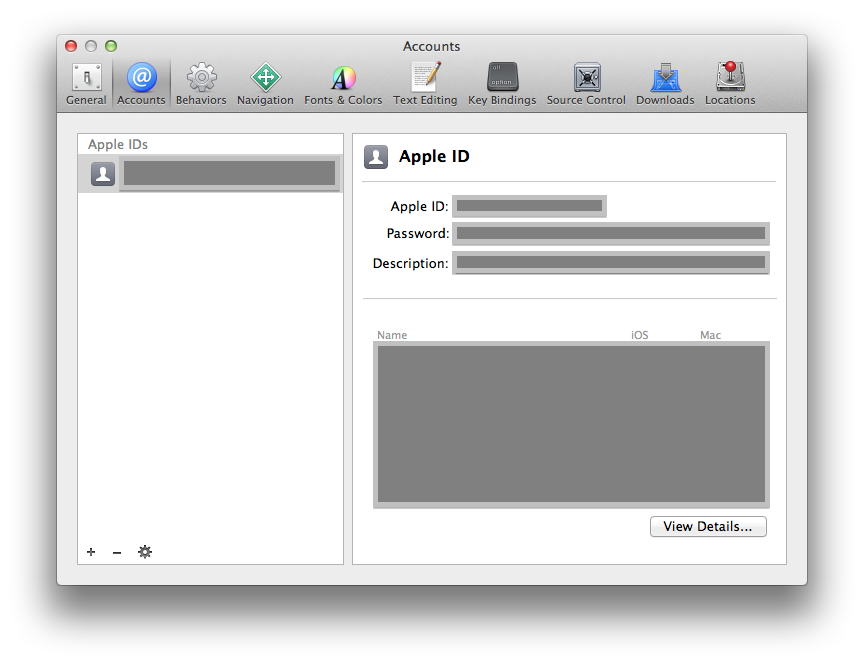 Accounts
General Accounts Behaviors Navigation Fonts & Colors Text Editing Key Bindings Source Control Downloads Locations
Apple IDs
Apple ID
Apple ID:
Password:
Description:
Name iOS Mac
View Details...